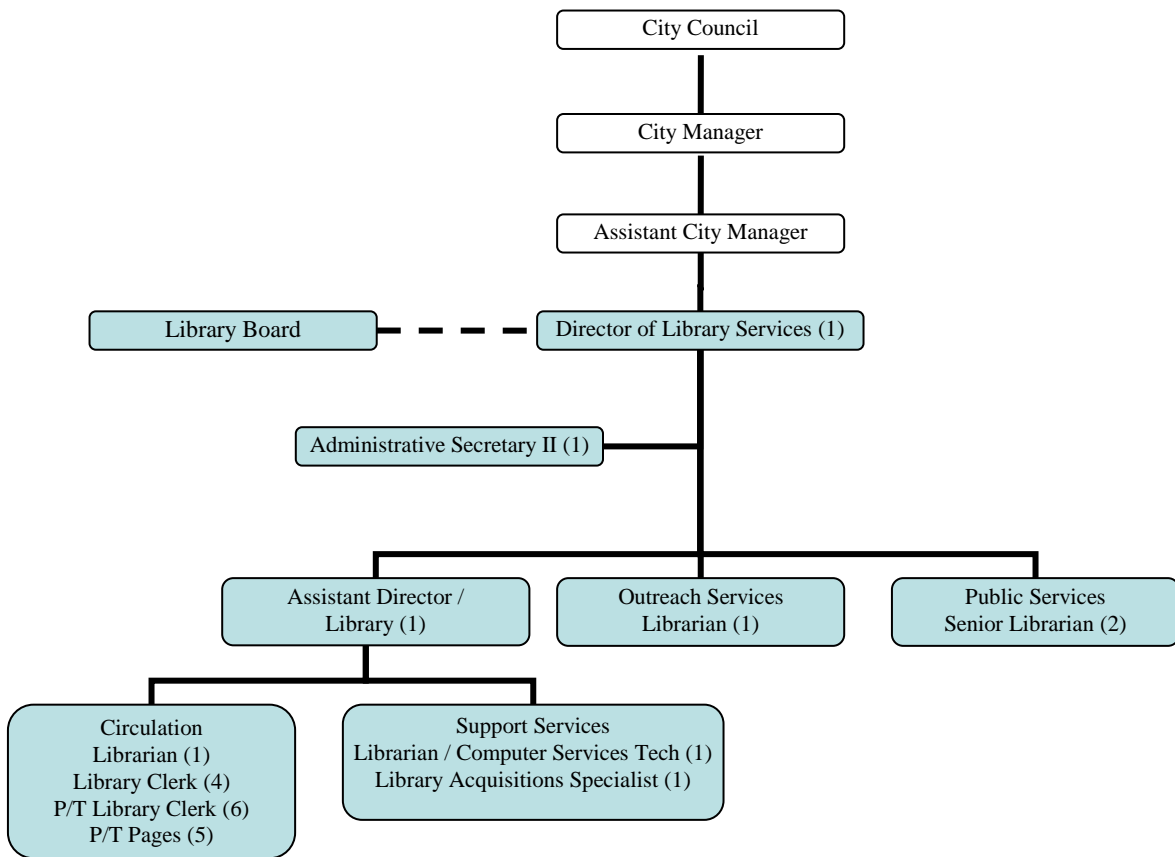 City Council
City Manager
Assistant City Manager
Library Board
Director of Library Services (1)
Administrative Secretary II (1)
Assistant Director /
Library (1)
Outreach Services
Librarian (1)
Public Services
Senior Librarian (2)
Circulation
Librarian (1)
Library Clerk (4)
P/T Library Clerk (6)
P/T Pages (5)
Support Services
Librarian / Computer Services Tech (1)
Library Acquisitions Specialist (1)